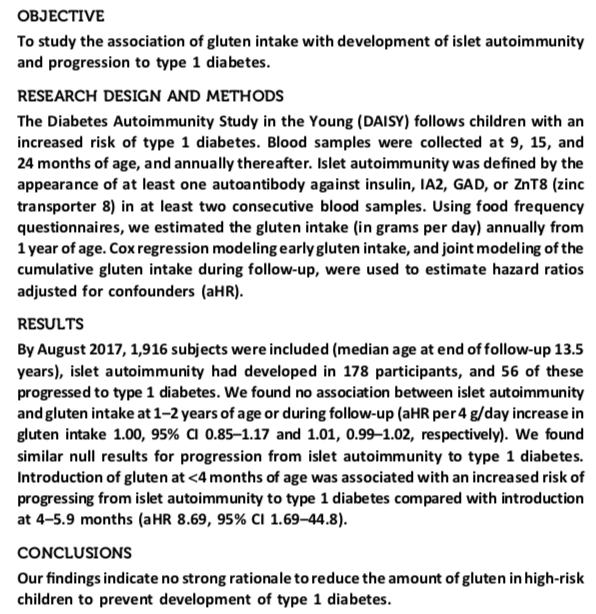 OBJECTIVE
To study the association of gluten intake with development of islet autoimmunity
and progression to type 1 diabetes.
RESEARCH DESIGN AND METHODS
The Diabetes Autoimmunity Study in the Young (DAISY) follows children with an
increased risk of type 1 diabetes. Blood samples were collected at 9, 15, and
24 months of age, and annually thereafter. Islet autoimmunity was defined by the
appearance of at least one autoantibody against insulin, IA2, GAD, or ZnT8 (zinc
transporter 8) in at least two consecutive blood samples. Using food frequency
questionnaires, we estimated the gluten intake (in grams per day) annually from
1 year of age. Cox regression modeling early gluten intake, and joint modeling of the
cumulative gluten intake during follow-up, were used to estimate hazard ratios
adjusted for confounders (aHR).
RESULTS
By August 2017, 1,916 subjects were included (median age at end of follow-up 13.5
years), islet autoimmunity had developed in 178 participants, and 56 of these
progressed to type 1 diabetes. We found no association between islet autoimmunity
and gluten intake at 1–2 years of age or during follow-up (aHR per 4 g/day increase in
gluten intake 1.00, 95% CI 0.85–1.17 and 1.01, 0.99–1.02, respectively). We found
similar null results for progression from islet autoimmunity to type 1 diabetes.
Introduction of gluten at <4 months of age was associated with an increased risk of
progressing from islet autoimmunity to type 1 diabetes compared with introduction
at 4–5.9 months (aHR 8.69, 95% CI 1.69–44.8).
CONCLUSIONS
Our findings indicate no strong rationale to reduce the amount of gluten in high-risk
children to prevent development of type 1 diabetes.